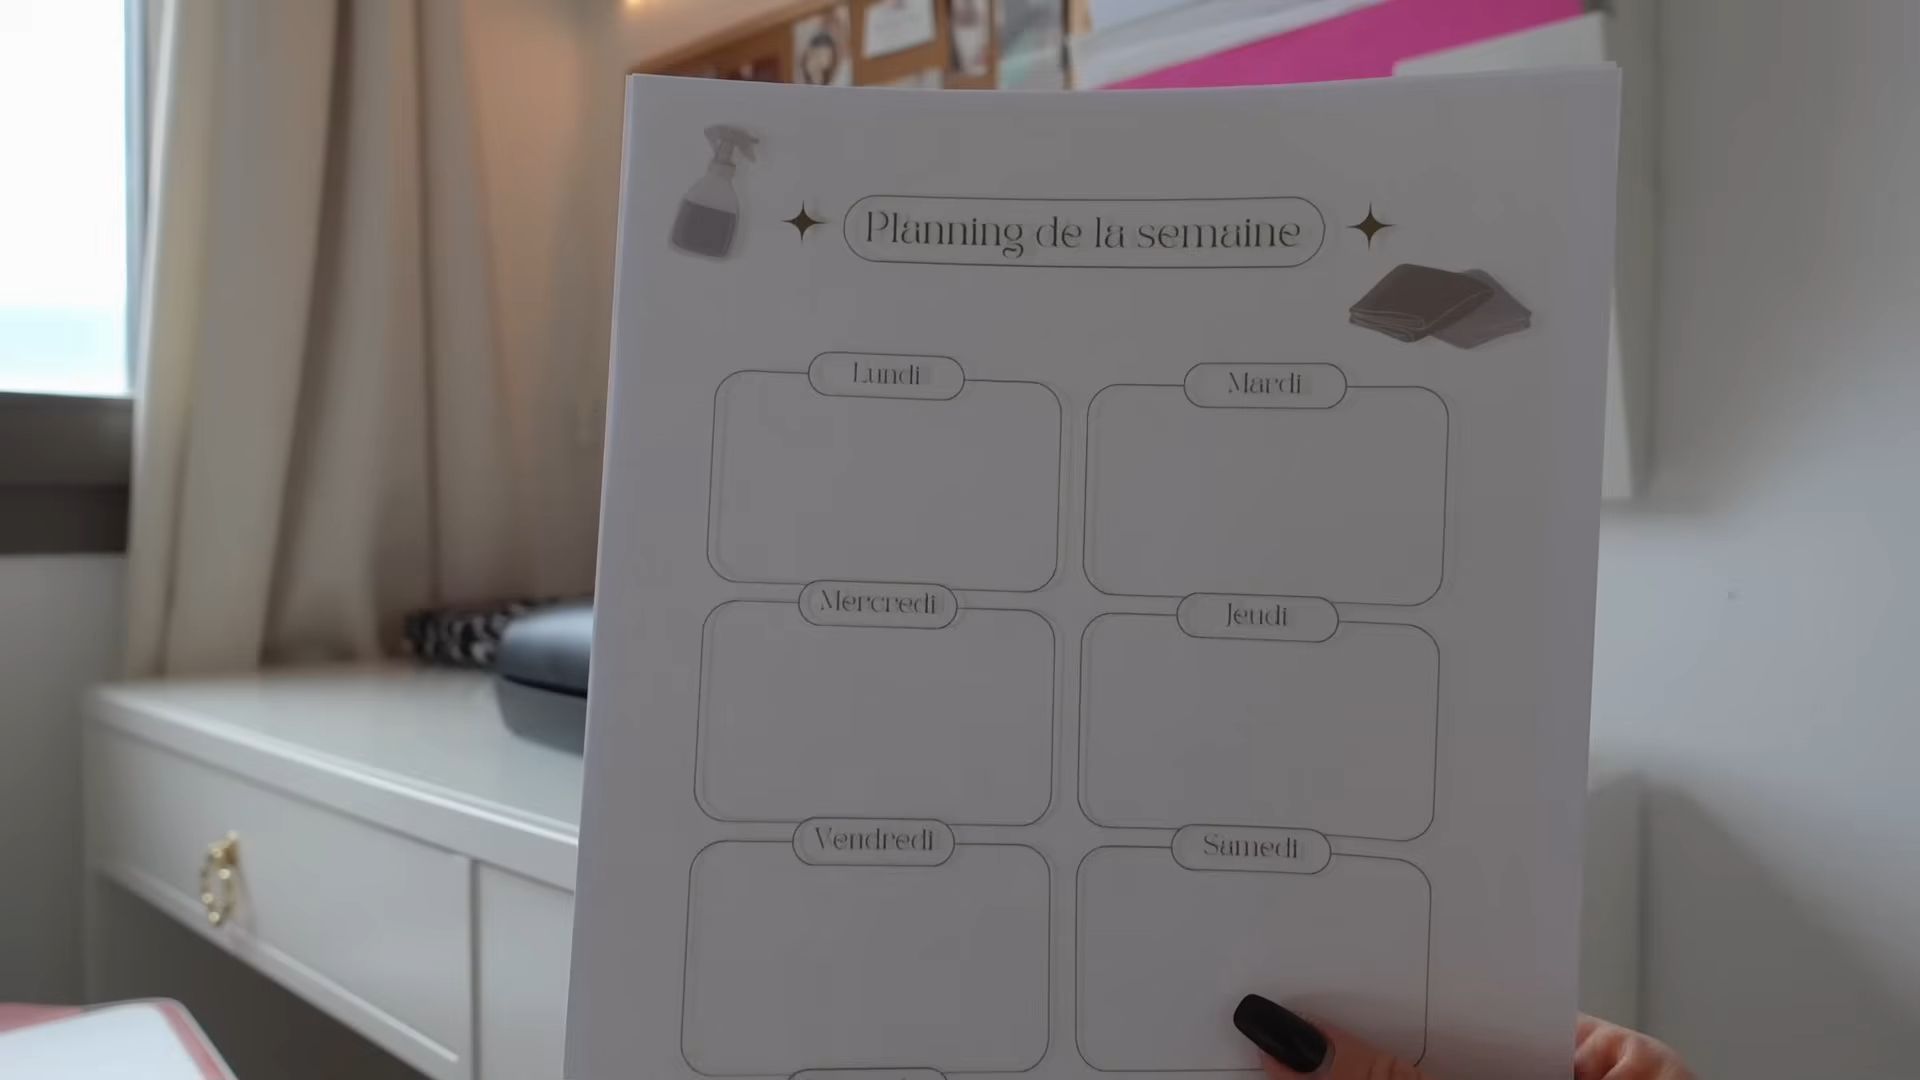 Planning de la semaine
Lundi
Mardi
Mercredi
Jeudi
Vendredi
Samedi